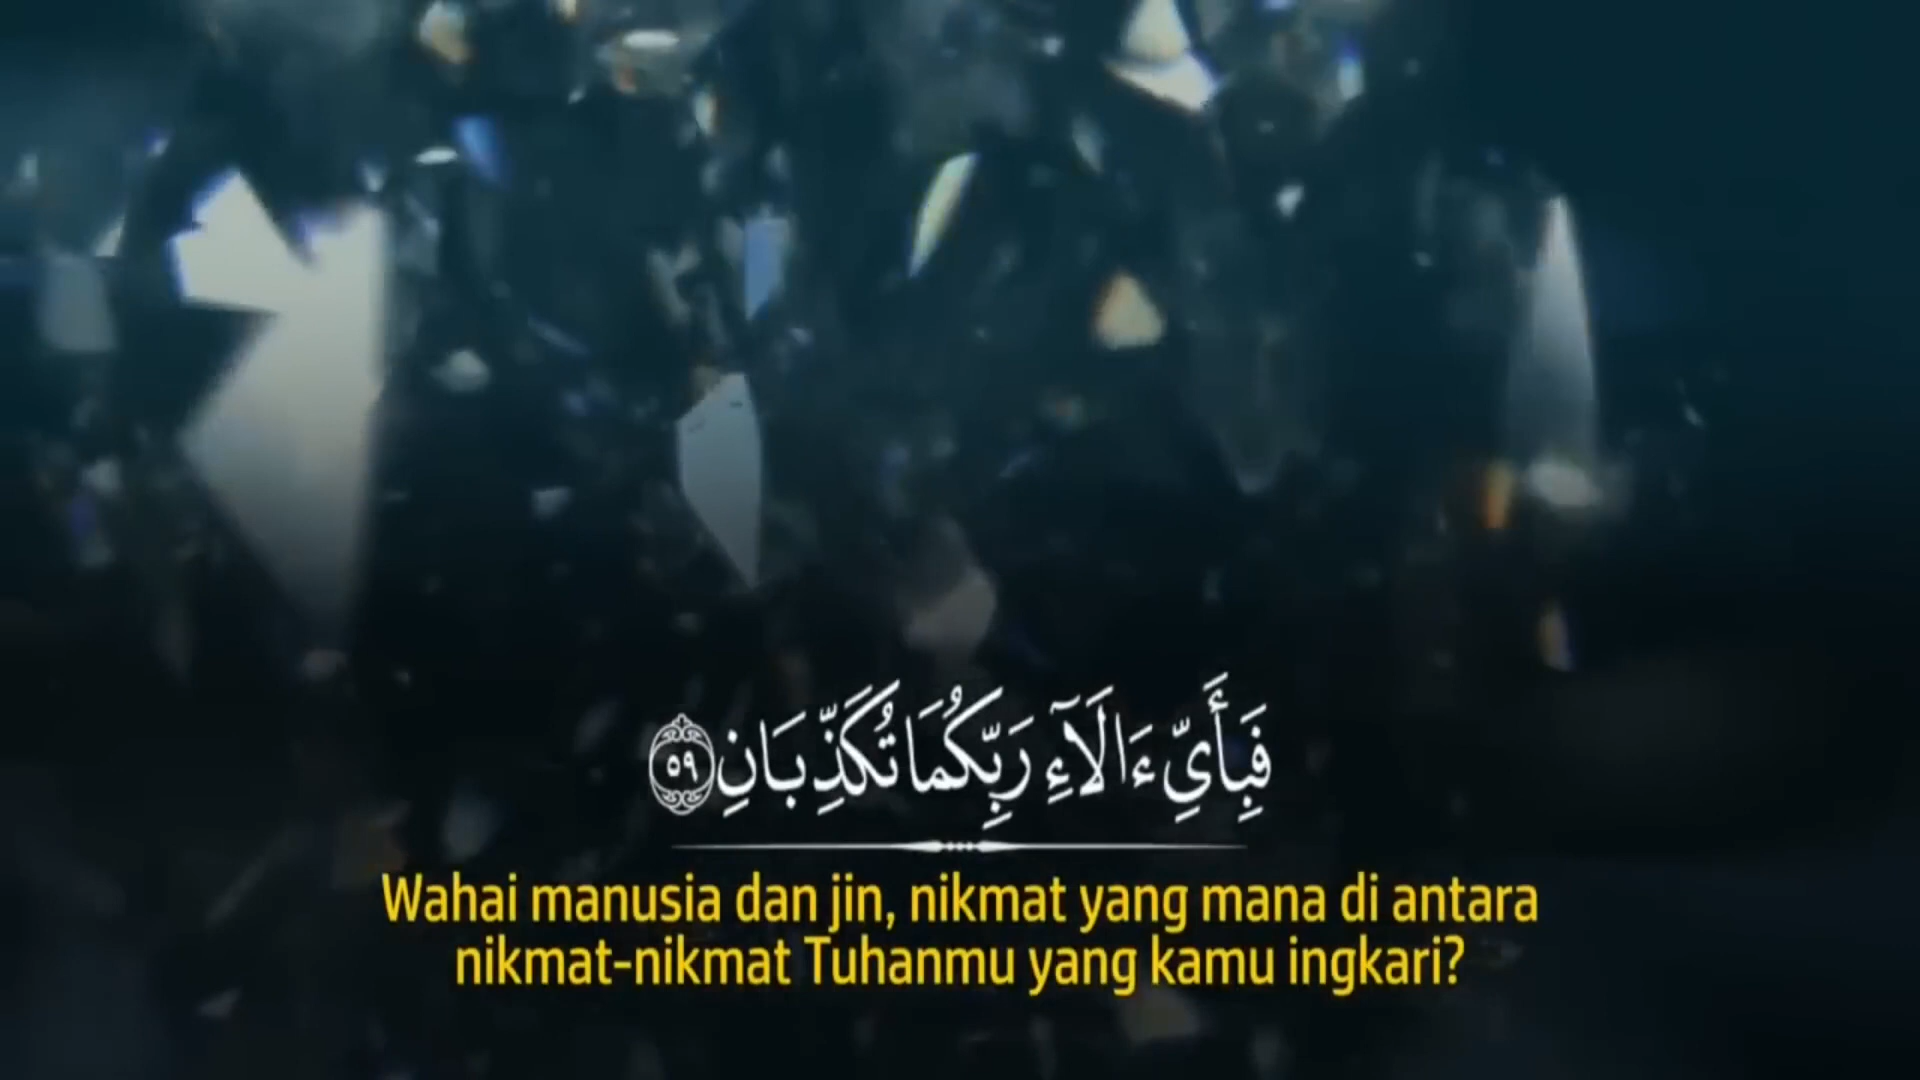 فَبِأَيِّ ءَالَآءِ رَبِّكُمَا تُكَذِّبَانِ ٥٩
Wahai manusia dan jin, nikmat yang mana di antara
nikmat-nikmat Tuhanmu yang kamu ingkari?